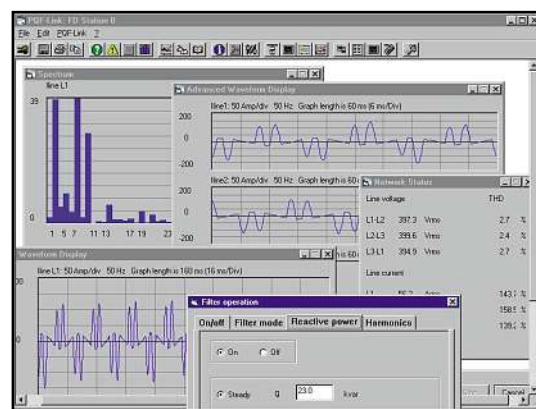 PQF-Link: FD Station 0
File Edit PQF-Link ?
Spectrum
Iline L1
39
0
1 5 7 11 13 17 19 23
Advanced Waveform Display
Iline1: 50 Amp/div 50 Hz Graph length is 60 ms (6 ms/Div)
200
0
-200
Iline2: 50 Amp/div 50 Hz Graph length is 60
200
0
-200
Network Status
Line voltage THD
L1-L2 397.3 Vrms 2.7 %
L2-L3 399.6 Vrms 2.4 %
L3-L1 394.9 Vrms 2.7 %
Line current
Waveform Display
Iline L1: 50 Amp/div 50 Hz Graph length is 160 ms (16 ms/Div)
0
Filter operation
On/off Filter mode Reactive power Harmonics
On Off
Steady Q 23.0 kvar